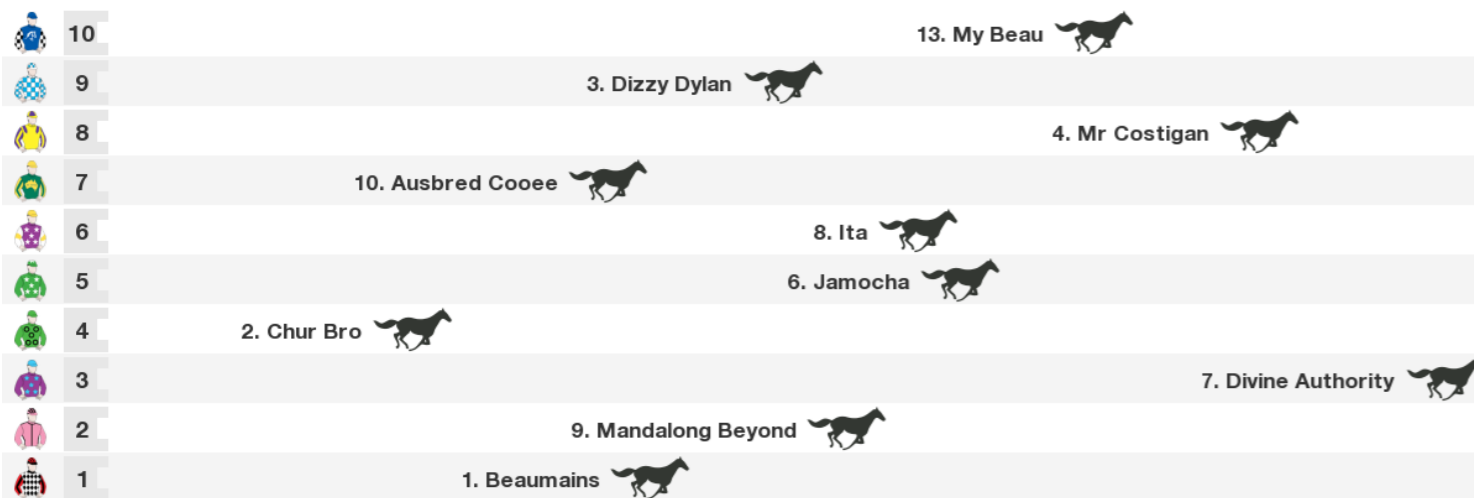 10 13. My Beau
9 3. Dizzy Dylan
8 4. Mr Costigan
7 10. Ausbred Cooee
6 8. Ita
5 6. Jamocha
4 2. Chur Bro
3 7. Divine Authority
2 9. Mandalong Beyond
1 1. Beaumains